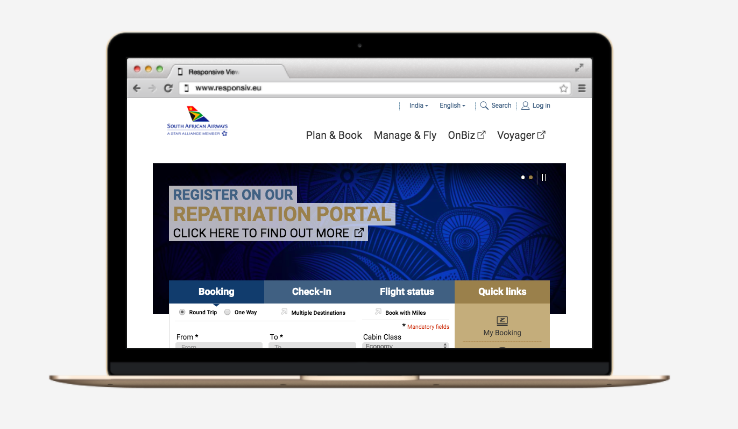 Responsive View
www.responsiv.eu
India
English
Search
Log in
SOUTH AFRICAN AIRWAYS
A STAR ALLIANCE MEMBER
Plan & Book
Manage & Fly
OnBiz
Voyager
REGISTER ON OUR
REPATRIATION PORTAL
CLICK HERE TO FIND OUT MORE
Booking
Check-In
Flight status
Quick links
Round Trip
One Way
Multiple Destinations
Book with Miles
* Mandatory fields
From *
To *
Cabin Class
From
To
Economy
My Booking